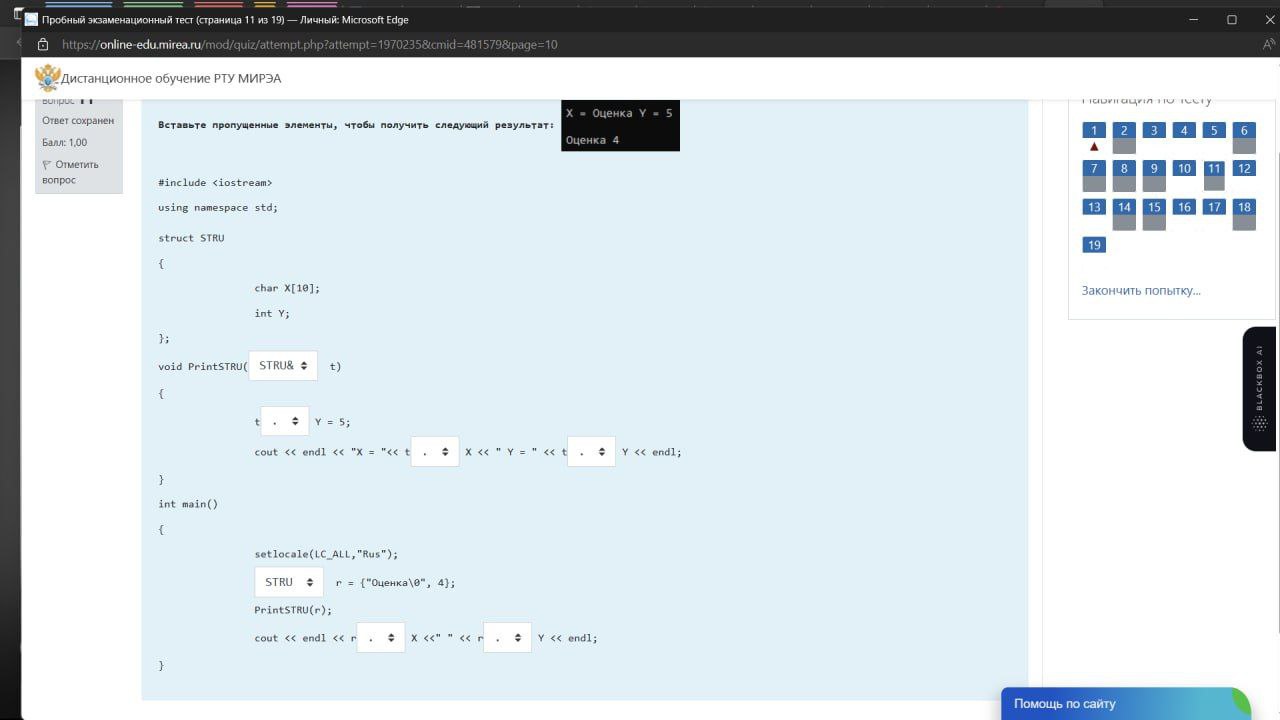 Пробный экзаменационный тест (страница 11 из 19) — Личный: Microsoft Edge
https://online-edu.mirea.ru/mod/quiz/attempt.php?attempt=1970235&cmid=481579&page=10
Дистанционное обучение РТУ МИРЭА
Вопрос 11
Ответ сохранен
Балл: 1,00
Отметить
вопрос
Вставьте пропущенные элементы, чтобы получить следующий результат:
X = Оценка Y = 5
Оценка 4
#include <iostream>
using namespace std;
struct STRU
{
char X[10];
int Y;
};
void PrintSTRU( STRU& t)
{
t . Y = 5;
cout << endl << "X = "<< t . X << " Y = " << t . Y << endl;
}
int main()
{
setlocale(LC_ALL,"Rus");
STRU r = {"Оценка\0", 4};
PrintSTRU(r);
cout << endl << r . X <<" " << r . Y << endl;
}
Навигация по тесту
1 2 3 4 5 6
7 8 9 10 11 12
13 14 15 16 17 18
19
Закончить попытку...
BLACKBOX AI
Помощь по сайту